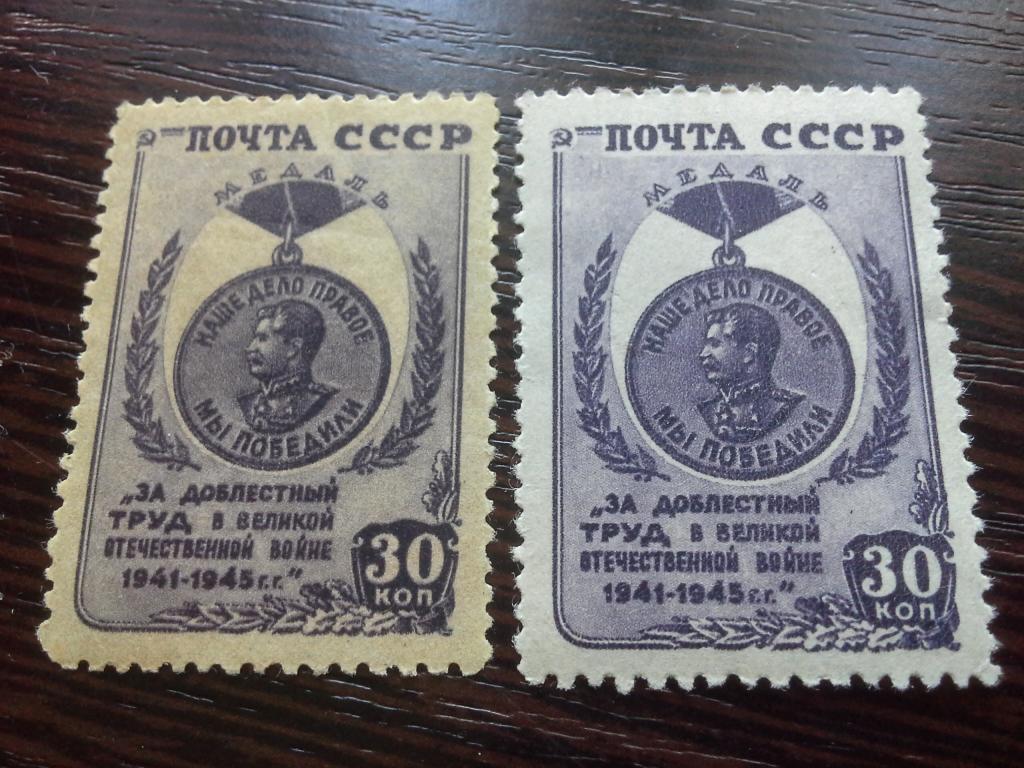 ПОЧТА СССР
МЕДАЛЬ
НАШЕ ДЕЛО ПРАВОЕ
МЫ ПОБЕДИЛИ
„ЗА ДОБЛЕСТНЫЙ
ТРУД В ВЕЛИКОЙ
ОТЕЧЕСТВЕННОЙ ВОЙНЕ
1941-1945 г.г."
30
КОП
ПОЧТА СССР
МЕДАЛЬ
НАШЕ ДЕЛО ПРАВОЕ
МЫ ПОБЕДИЛИ
„ЗА ДОБЛЕСТНЫЙ
ТРУД В ВЕЛИКОЙ
ОТЕЧЕСТВЕННОЙ ВОЙНЕ
1941-1945 г.г."
30
КОП